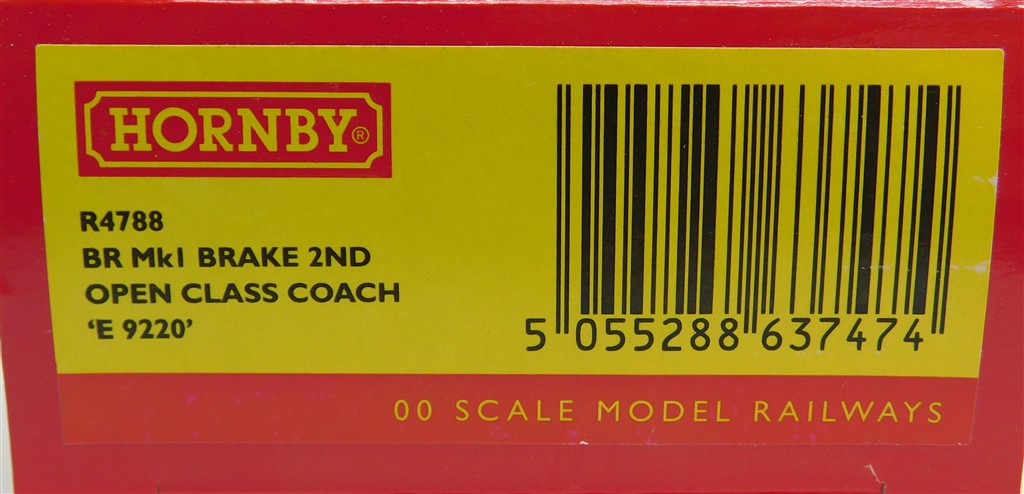 HORNBY®
R4788
BR Mk1 BRAKE 2ND
OPEN CLASS COACH
‘E 9220’
5 055288 637474
00 SCALE MODEL RAILWAYS